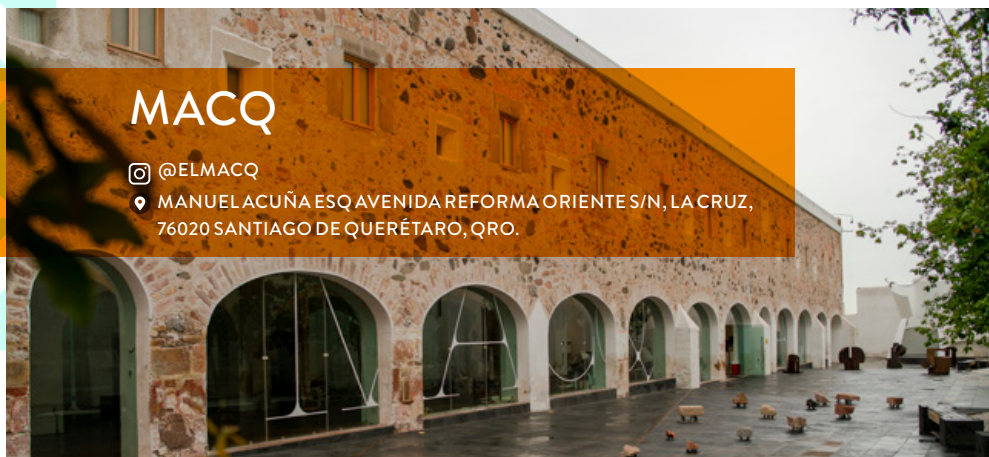 MACQ
@ELMACQ
MANUEL ACUÑA ESQ AVENIDA REFORMA ORIENTE S/N, LA CRUZ,
76020 SANTIAGO DE QUERÉTARO, QRO.